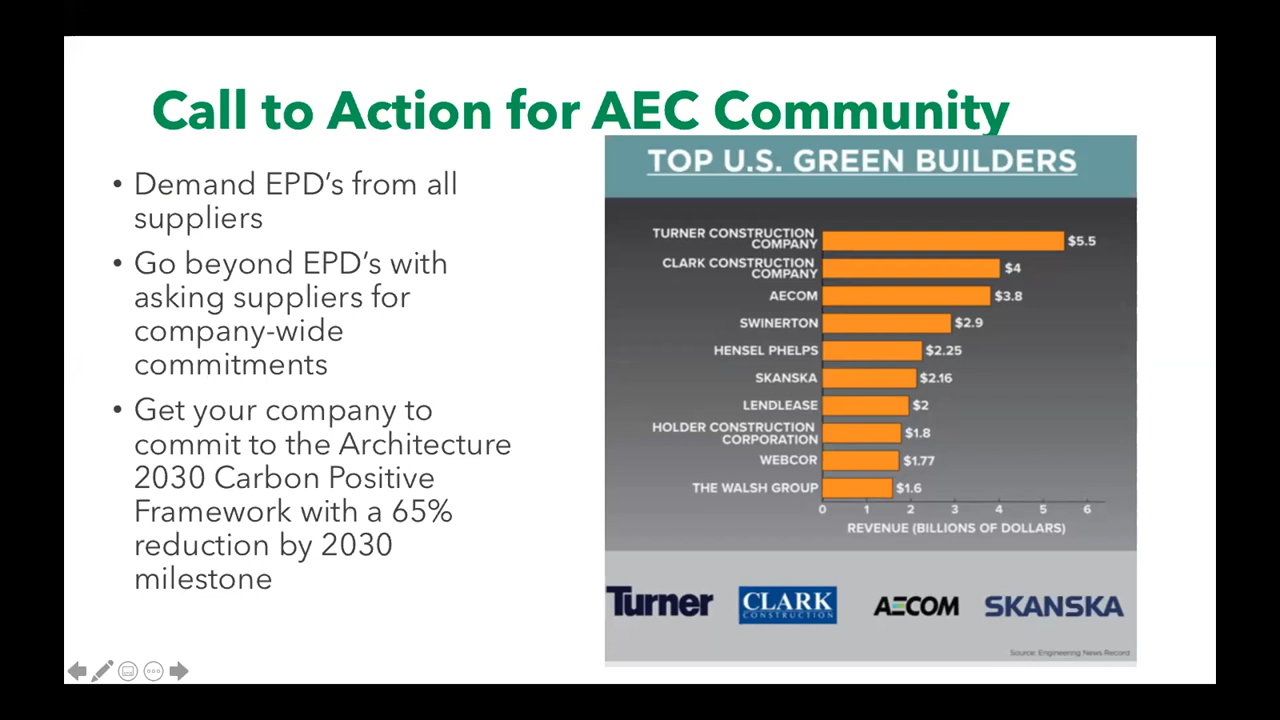 Call to Action for AEC Community
• Demand EPD's from all
suppliers
• Go beyond EPD's with
asking suppliers for
company-wide
commitments
• Get your company to
commit to the Architecture
2030 Carbon Positive
Framework with a 65%
reduction by 2030
milestone
TOP U.S. GREEN BUILDERS
TURNER CONSTRUCTION
COMPANY
$5.5
CLARK CONSTRUCTION
COMPANY
$4
AECOM
$3.8
SWINERTON
$2.9
HENSEL PHELPS
$2.25
SKANSKA
$2.16
LENDLEASE
$2
HOLDER CONSTRUCTION
CORPORATION
$1.8
WEBCOR
$1.77
THE WALSH GROUP
$1.6
0 1 2 3 4 5 6
REVENUE (BILLIONS OF DOLLARS)
Turner
CLARK
CONSTRUCTION
AECOM
SKANSKA
Source: Engineering News Record